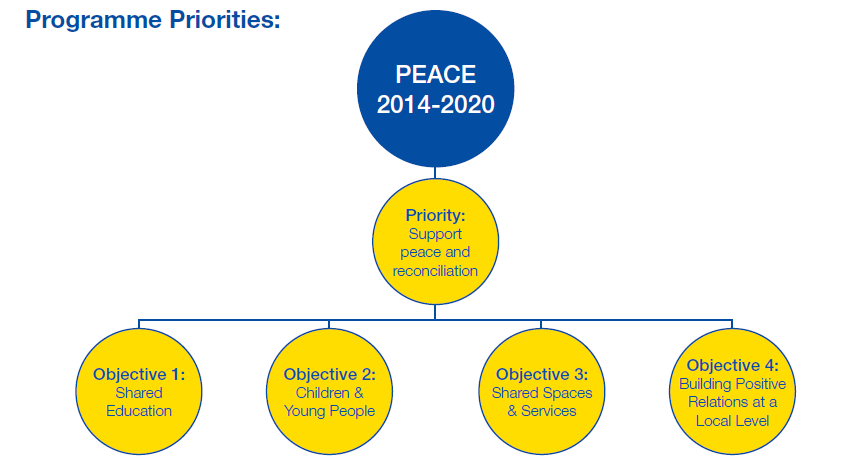 Programme Priorities:
PEACE
2014-2020
Priority:
Support
peace and
reconciliation
Objective 1:
Shared
Education
Objective 2:
Children &
Young People
Objective 3:
Shared Spaces
& Services
Objective 4:
Building Positive
Relations at a
Local Level